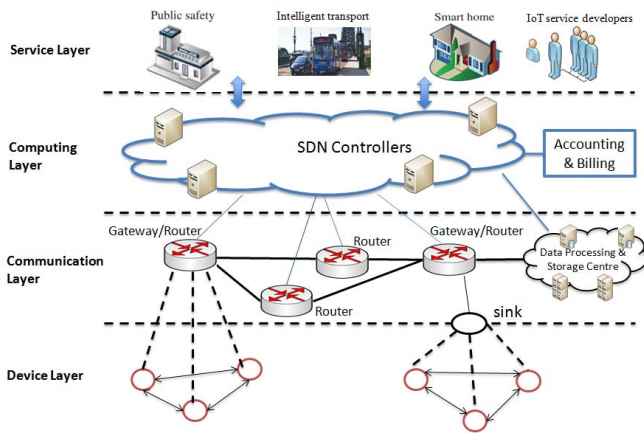 Public safety
Intelligent transport
Smart home
IoT service developers
Service Layer
SDN Controllers
Computing
Layer
Accounting
& Billing
Gateway/Router
Router
Gateway/Router
Communication
Layer
Data Processing &
Storage Centre
Router
sink
Device Layer